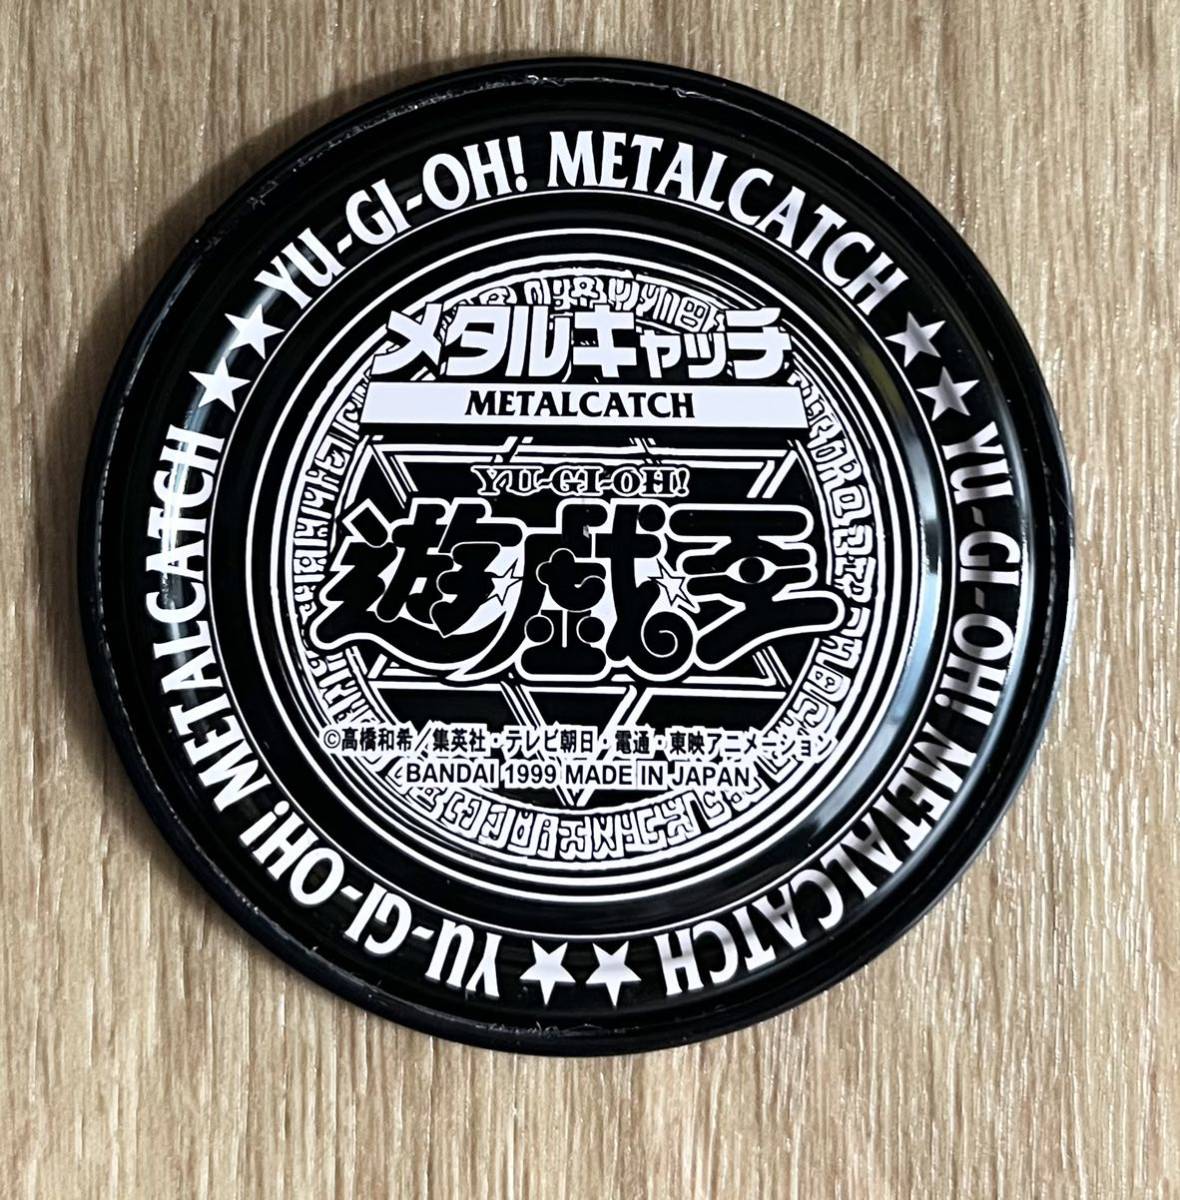 YU-GI-OH! METALCATCH ★★ YU-GI-OH! METALCATCH ★★ YU-GI-OH! METALCATCH ★★
メタルキャッチ
METALCATCH
YU-GI-OH!
遊☆戯☆王
©高橋和希／集英社・テレビ朝日・電通・東映アニメーション
BANDAI 1999 MADE IN JAPAN